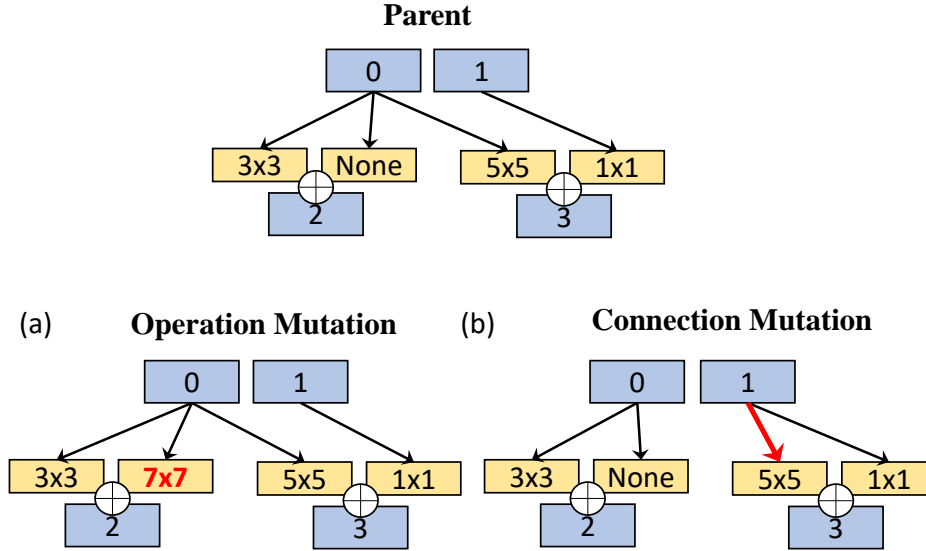 Parent
0 1
3x3 None 5x5 1x1
2 3
(a) Operation Mutation
0 1
3x3 7x7 5x5 1x1
2 3
(b) Connection Mutation
0 1
3x3 None 5x5 1x1
2 3